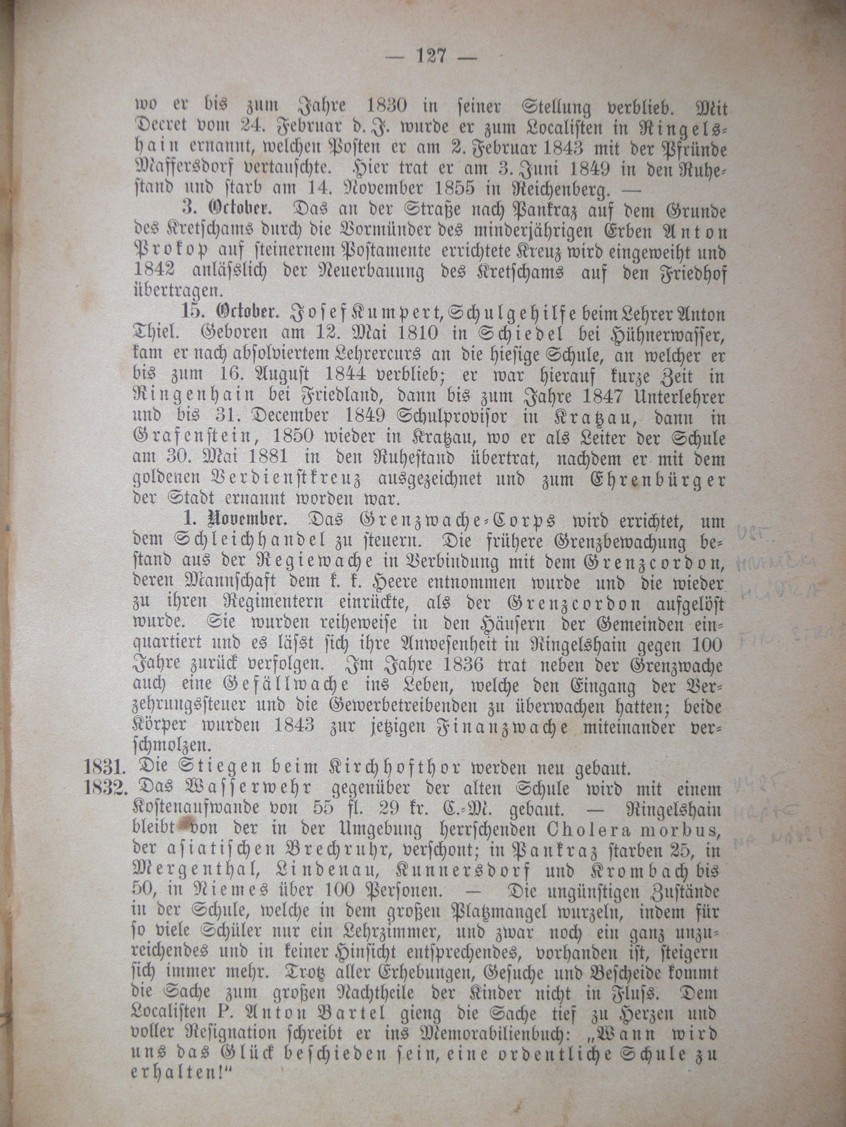 — 127 —
wo er bis zum Jahre 1830 in seiner Stellung verblieb. Mit
Decret vom 24. Februar d. J. wurde er zum Localisten in Ringels-
hain ernannt, welchen Posten er am 2. Februar 1843 mit der Pfründe
Maffersdorf vertauschte. Hier trat er am 3. Juni 1849 in den Ruhe-
stand und starb am 14. November 1855 in Reichenberg. —
3. October. Das an der Straße nach Pankraz auf dem Grunde
des Kretschams durch die Vormünder des minderjährigen Erben Anton
Prokop auf steinernem Postamente errichtete Kreuz wird eingeweiht und
1842 anlässlich der Neuerbauung des Kretschams auf den Friedhof
übertragen.
15. October. Josef Kumpert, Schulgehilfe beim Lehrer Anton
Thiel. Geboren am 12. Mai 1810 in Schiedel bei Hühnerwasser,
kam er nach absolviertem Lehrercurs an die hiesige Schule, an welcher er
bis zum 16. August 1844 verblieb; er war hierauf kurze Zeit in
Ringenhain bei Friedland, dann bis zum Jahre 1847 Unterlehrer
und bis 31. December 1849 Schulprovisor in Kratzau, dann in
Grafenstein, 1850 wieder in Kratzau, wo er als Leiter der Schule
am 30. Mai 1881 in den Ruhestand übertrat, nachdem er mit dem
goldenen Verdienstkreuz ausgezeichnet und zum Ehrenbürger
der Stadt ernannt worden war.
1. November. Das Grenzwache-Corps wird errichtet, um
dem Schleichhandel zu steuern. Die frühere Grenzbewachung be-
stand aus der Regiewache in Verbindung mit dem Grenzcordon,
deren Mannschaft dem k. k. Heere entnommen wurde und die wieder
zu ihren Regimentern einrückte, als der Grenzcordon aufgelöst
wurde. Sie wurden reiheweise in den Häusern der Gemeinden ein-
quartiert und es lässt sich ihre Anwesenheit in Ringelshain gegen 100
Jahre zurück verfolgen. Im Jahre 1836 trat neben der Grenzwache
auch eine Gefällwache ins Leben, welche den Eingang der Ver-
zehrungssteuer und die Gewerbetreibenden zu überwachen hatten; beide
Körper wurden 1843 zur jetzigen Finanzwache miteinander ver-
schmolzen.
1831. Die Stiegen beim Kirchhofthor werden neu gebaut.
1832. Das Wasserwehr gegenüber der alten Schule wird mit einem
Kostenaufwande von 55 fl. 29 kr. C.-M. gebaut. — Ringelshain
bleibt von der in der Umgebung herrschenden Cholera morbus,
der asiatischen Brechruhr, verschont; in Pankraz starben 25, in
Mergenthal, Lindenau, Kunnersdorf und Krombach bis
50, in Niemes über 100 Personen. — Die ungünstigen Zustände
in der Schule, welche in dem großen Platzmangel wurzeln, indem für
so viele Schüler nur ein Lehrzimmer, und zwar noch ein ganz unzu-
reichendes und in keiner Hinsicht entsprechendes, vorhanden ist, steigern
sich immer mehr. Trotz aller Erhebungen, Gesuche und Bescheide kommt
die Sache zum großen Nachtheile der Kinder nicht in Fluss. Dem
Localisten P. Anton Bartel gieng die Sache tief zu Herzen und
voller Resignation schreibt er ins Memorabilienbuch: „Wann wird
uns das Glück beschieden sein, eine ordentliche Schule zu
erhalten!“